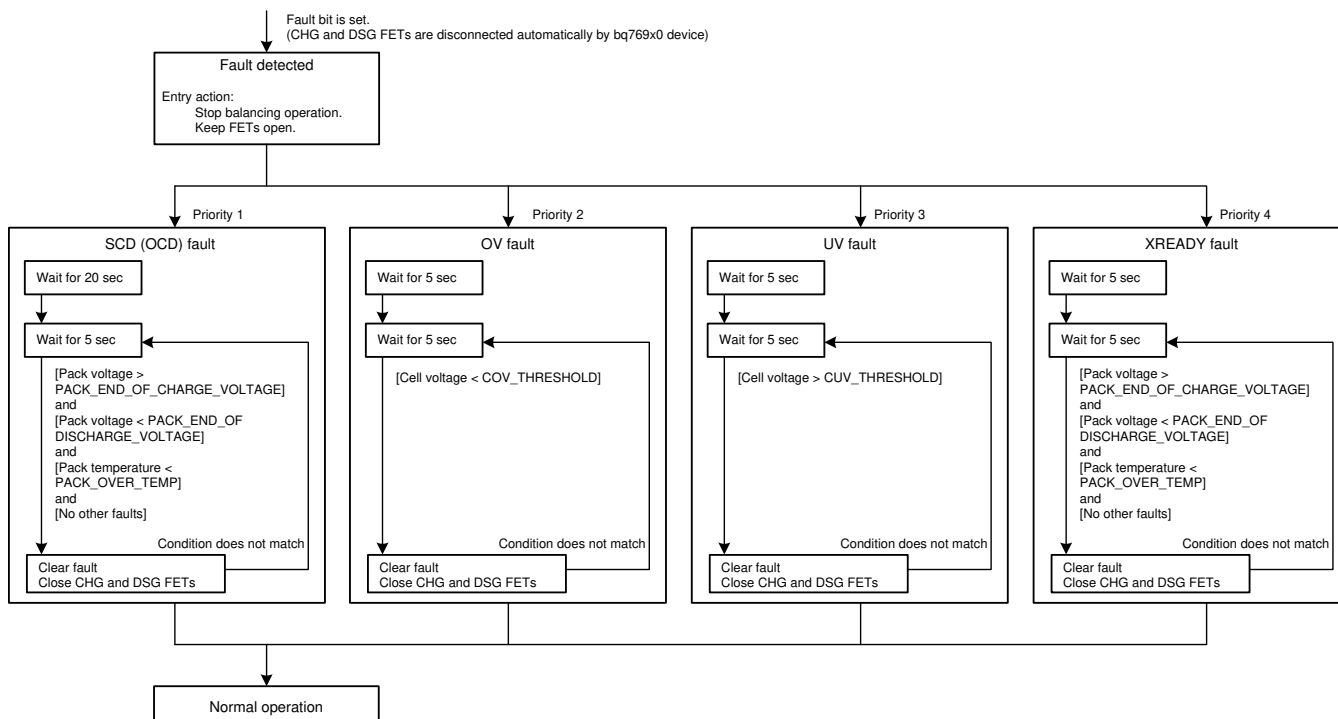 Fault bit is set.
(CHG and DSG FETs are disconnected automatically by bq769x0 device)
Fault detected
Entry action:
Stop balancing operation.
Keep FETs open.
Priority 1
SCD (OCD) fault
Wait for 20 sec
Wait for 5 sec
[Pack voltage >
PACK_END_OF_CHARGE_VOLTAGE]
and
[Pack voltage < PACK_END_OF
DISCHARGE_VOLTAGE]
and
[Pack temperature <
PACK_OVER_TEMP]
and
[No other faults]
Condition does not match
Clear fault
Close CHG and DSG FETs
Priority 2
OV fault
Wait for 5 sec
Wait for 5 sec
[Cell voltage < COV_THRESHOLD]
Condition does not match
Clear fault
Close CHG and DSG FETs
Priority 3
UV fault
Wait for 5 sec
Wait for 5 sec
[Cell voltage > CUV_THRESHOLD]
Condition does not match
Clear fault
Close CHG and DSG FETs
Priority 4
XREADY fault
Wait for 5 sec
Wait for 5 sec
[Pack voltage >
PACK_END_OF_CHARGE_VOLTAGE]
and
[Pack voltage < PACK_END_OF
DISCHARGE_VOLTAGE]
and
[Pack temperature <
PACK_OVER_TEMP]
and
[No other faults]
Condition does not match
Clear fault
Close CHG and DSG FETs
Normal operation